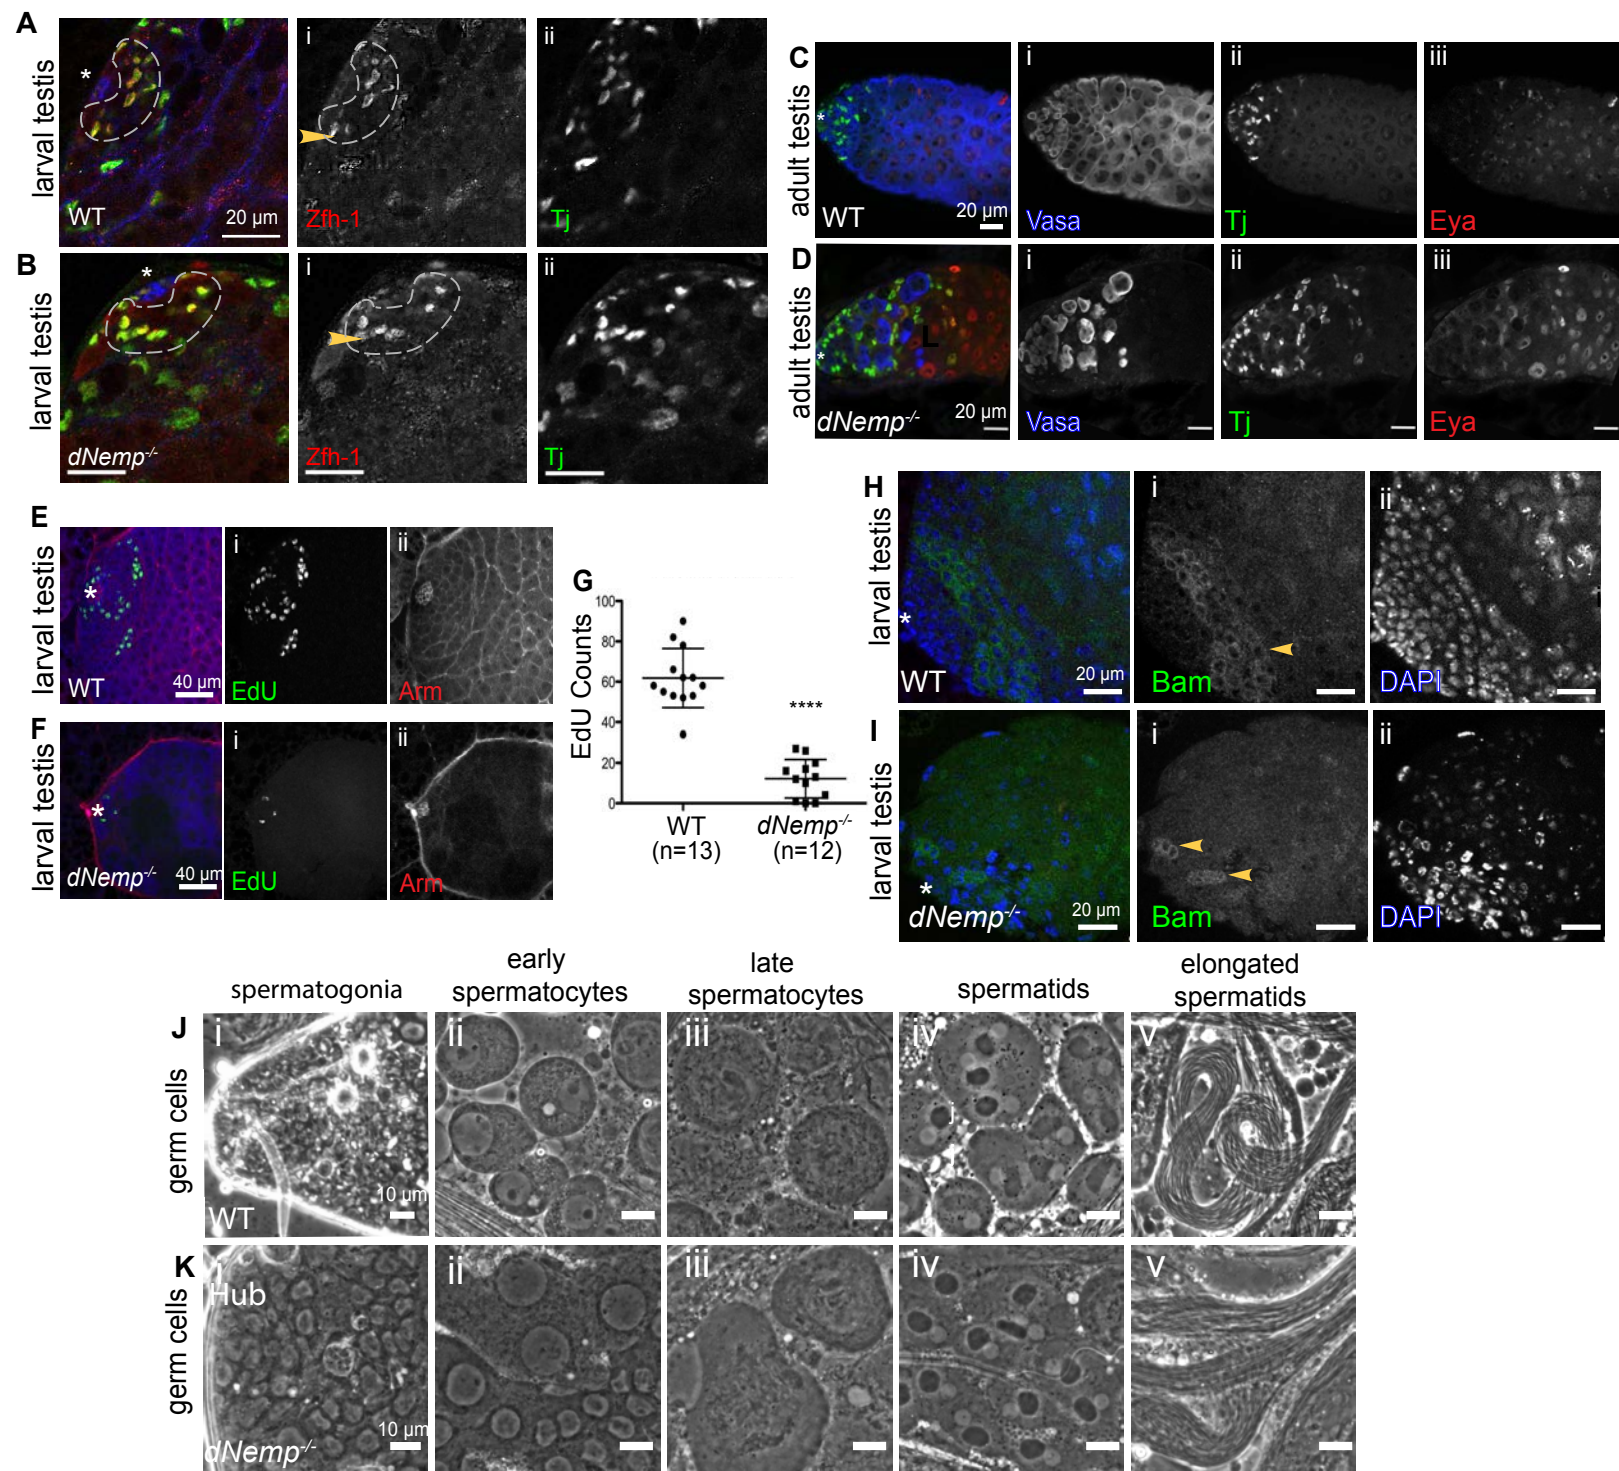 A
larval testis
*
WT
20 µm
i
Zfh-1
ii
Tj
B
larval testis
*
dNemp-/-
i
Zfh-1
ii
Tj
C
adult testis
*
WT
20 µm
i
Vasa
ii
Tj
iii
Eya
D
adult testis
*
L
20 µm
dNemp-/-
i
Vasa
ii
Tj
iii
Eya
E
larval testis
*
WT
40 µm
i
EdU
ii
Arm
F
larval testis
*
dNemp-/-
40 µm
i
EdU
ii
Arm
G
EdU Counts
100
80
60
40
20
0
****
WT
(n=13)
dNemp-/-
(n=12)
H
larval testis
*
WT
20 µm
i
Bam
ii
DAPI
I
larval testis
*
dNemp-/-
20 µm
i
Bam
ii
DAPI
spermatogonia
early
spermatocytes
late
spermatocytes
spermatids
elongated
spermatids
J
germ cells
i
WT
10 µm
ii
iii
iv
j
v
K
germ cells
i
Hub
10 µm
dNemp-/-
ii
iii
iv
v